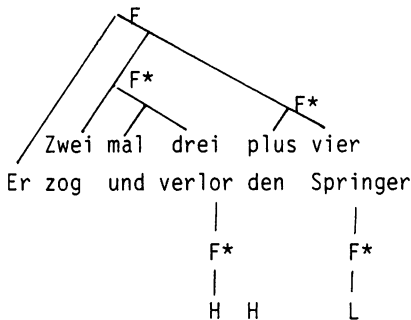 F
F*
F*
Zwei mal drei plus vier
Er zog und verlor den Springer
F* F*
H H L